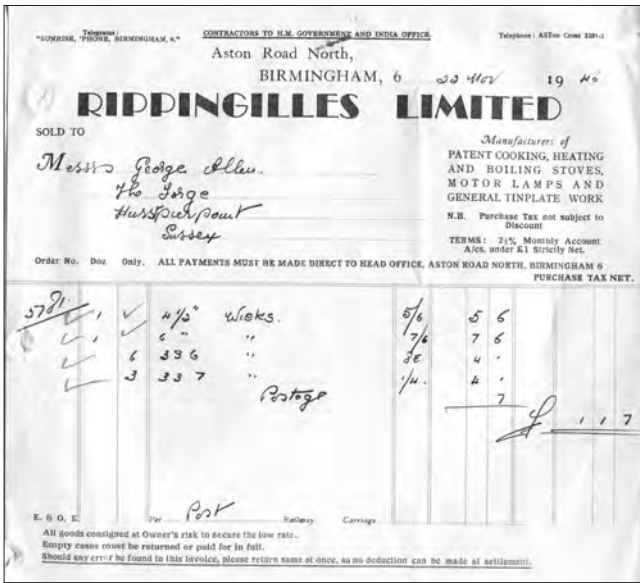 Telegrams: CONTRACTORS TO H.M. GOVERNMENT AND INDIA OFFICE. Telephone: ASTon Cross 3201-2
"SUNRISE, 'PHONE, BIRMINGHAM, 6."
Aston Road North,
BIRMINGHAM, 6 22 Nov 1940
RIPPINGILLES LIMITED
SOLD TO
Manufacturers of
PATENT COOKING, HEATING
AND BOILING STOVES,
MOTOR LAMPS AND
GENERAL TINPLATE WORK
N.B. Purchase Tax not subject to
Discount
TERMS: 2½% Monthly Account
A/cs. under £1 Strictly Net.
Messrs George Allen.
The Forge
Hurstpierpoint
Sussex
Order No. Doz Only. ALL PAYMENTS MUST BE MADE DIRECT TO HEAD OFFICE, ASTON ROAD NORTH, BIRMINGHAM 6
PURCHASE TAX NET.
5781 1 4½" Wicks. 5/6 5 6
1 6" " 7/6 7 6
6 336 " 8E 4 .
3 337 " 1/4. 4 .
Postage 7
£ 1 1 7
E. & O. E. Per Post Railway Carriage
All goods consigned at Owner's risk to secure the low rate.
Empty cases must be returned or paid for in full.
Should any error be found in this Invoice, please return same at once, as no deduction can be made at settlement.